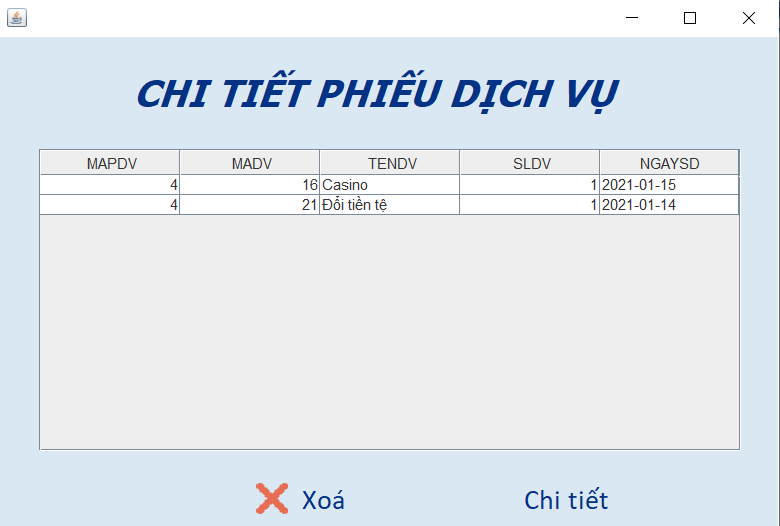 CHI TIẾT PHIẾU DỊCH VỤ
MAPDV MADV TENDV SLDV NGAYSD
4 16 Casino 1 2021-01-15
4 21 Đổi tiền tệ 1 2021-01-14
Xoá Chi tiết